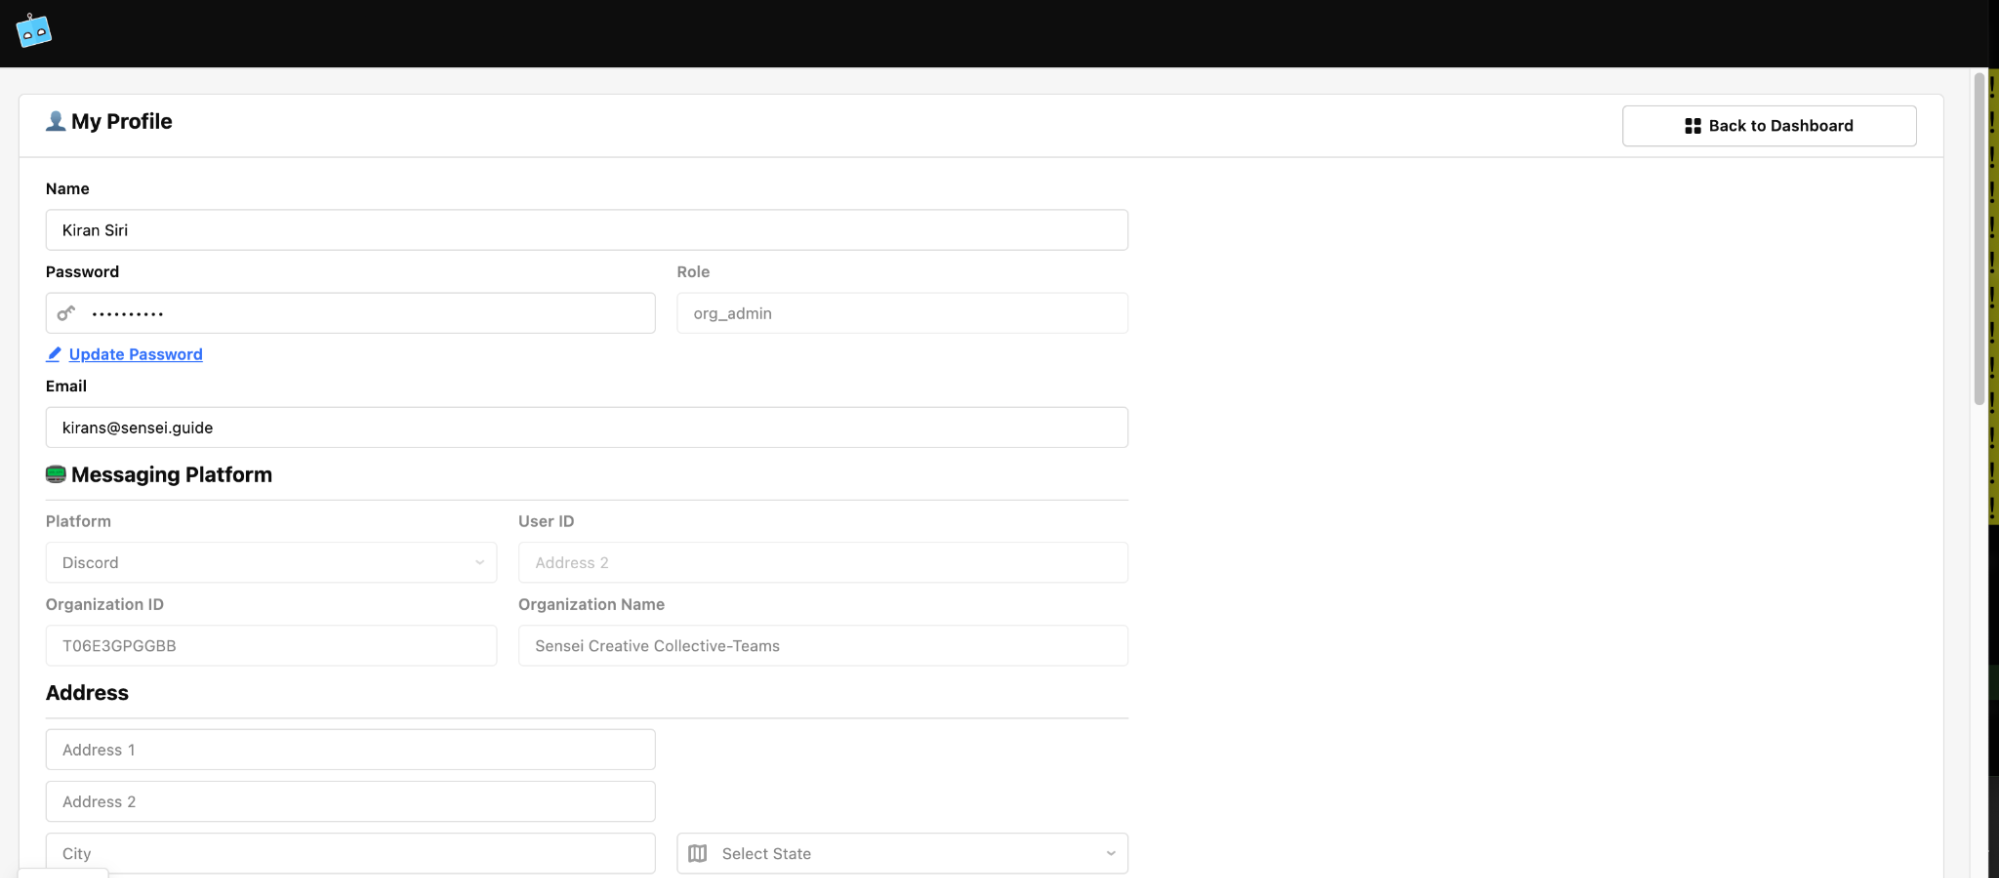 My Profile
Back to Dashboard
Name
Kiran Siri
Password
Role
••••••••••
org_admin
Update Password
Email
kirans@sensei.guide
Messaging Platform
Platform
User ID
Discord
Address 2
Organization ID
Organization Name
T06E3GPGGBB
Sensei Creative Collective-Teams
Address
Address 1
Address 2
City
Select State